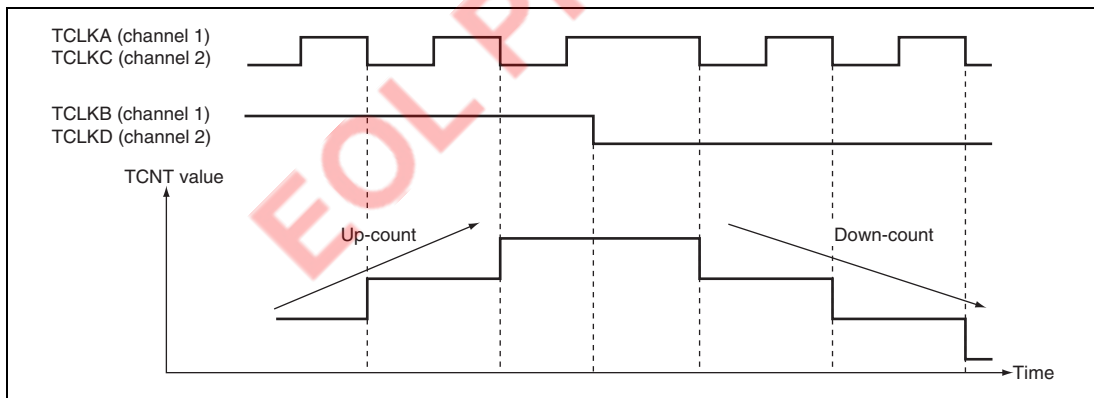 TCLKA (channel 1)
TCLKC (channel 2)
TCLKB (channel 1)
TCLKD (channel 2)
TCNT value
Up-count
Down-count
Time
EOL P